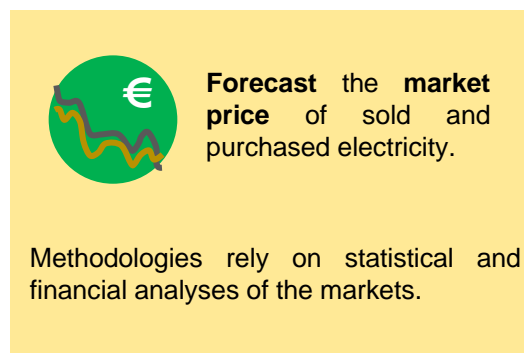 €
Forecast the market
price of sold and
purchased electricity.
Methodologies rely on statistical and
financial analyses of the markets.